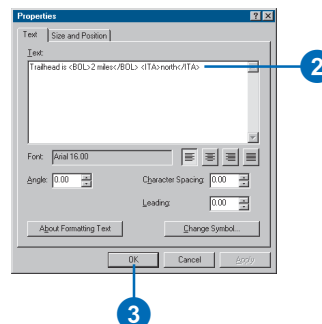 Properties
Text Size and Position
Text:
Trailhead is <BOL>2 miles</BOL> <ITA>north</ITA>
2
Font: Arial 16.00
Angle: 0.00 Character Spacing: 0.00
Leading: 0.00
About Formatting Text Change Symbol...
OK Cancel Apply
3